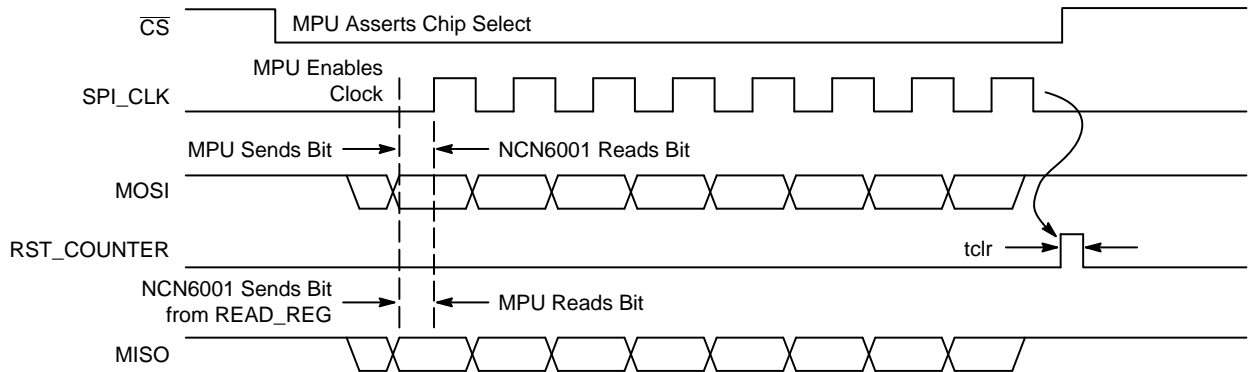 CS
MPU Asserts Chip Select
MPU Enables
Clock
SPI_CLK
MPU Sends Bit
NCN6001 Reads Bit
MOSI
RST_COUNTER
tclr
NCN6001 Sends Bit
from READ_REG
MPU Reads Bit
MISO